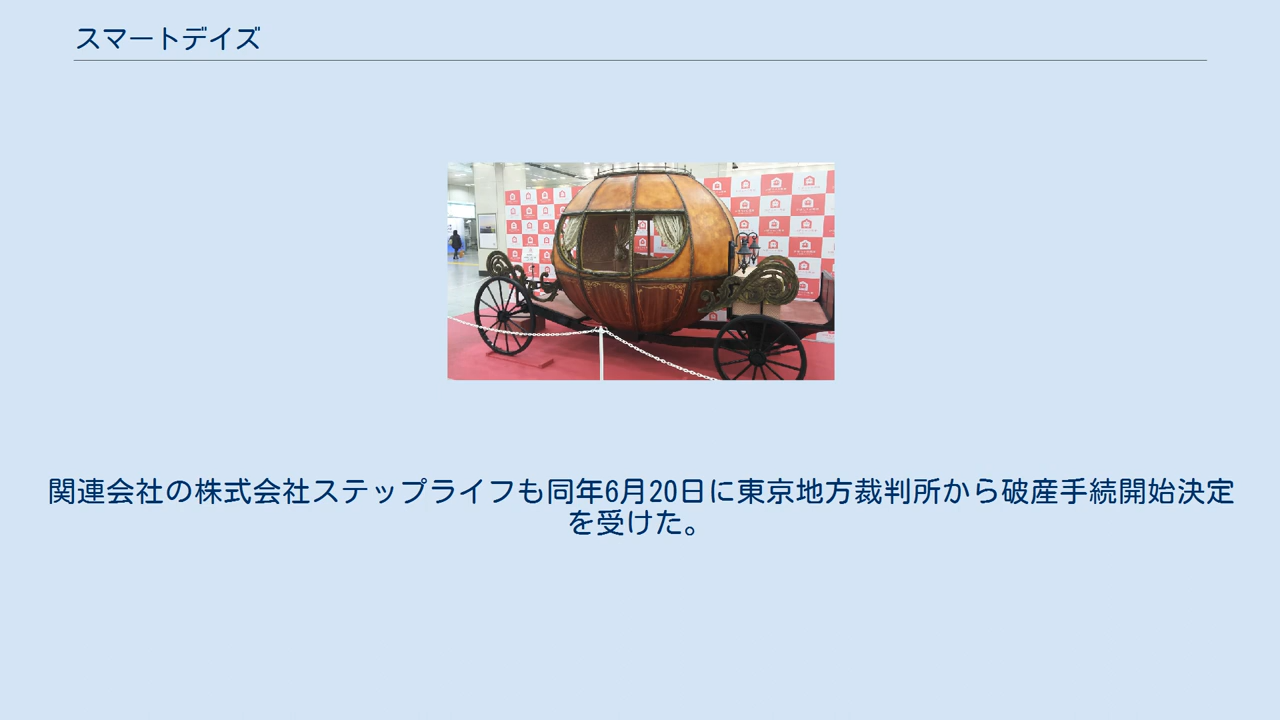 スマートデイズ
関連会社の株式会社ステップライフも同年6月20日に東京地方裁判所から破産手続開始決定
を受けた。